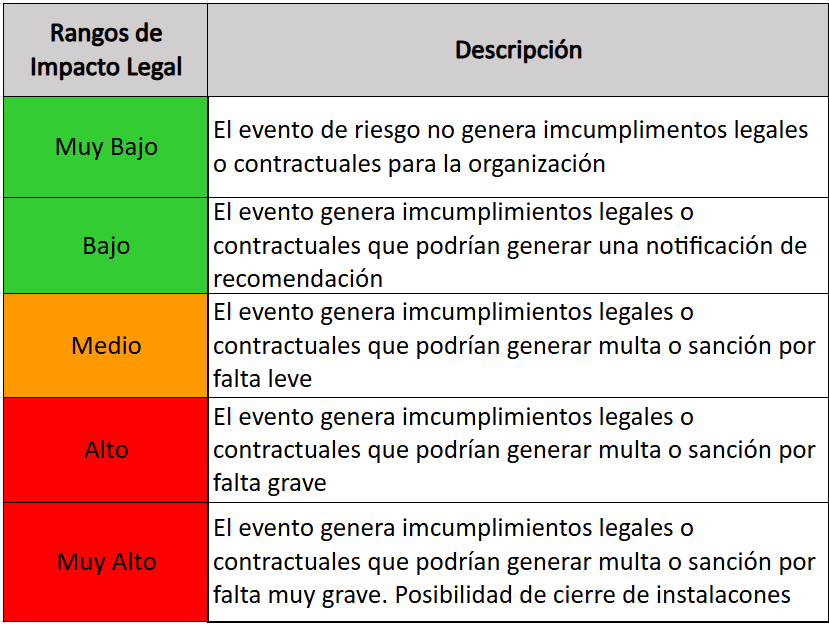 Rangos de
Impacto Legal
Descripción
Muy Bajo
El evento de riesgo no genera imcumplimentos legales
o contractuales para la organización
Bajo
El evento genera imcumplimientos legales o
contractuales que podrían generar una notificación de
recomendación
Medio
El evento genera imcumplimientos legales o
contractuales que podrían generar multa o sanción por
falta leve
Alto
El evento genera imcumplimientos legales o
contractuales que podrían generar multa o sanción por
falta grave
Muy Alto
El evento genera imcumplimientos legales o
contractuales que podrían generar multa o sanción por
falta muy grave. Posibilidad de cierre de instalacones